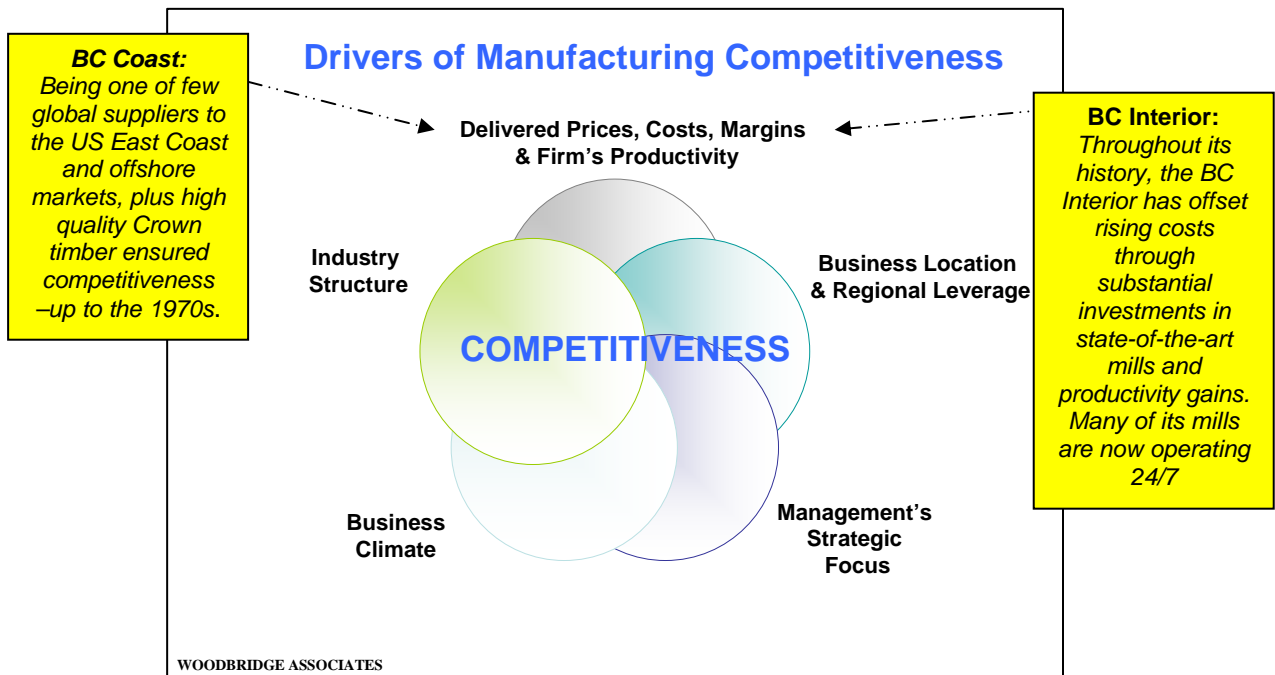 Drivers of Manufacturing Competitiveness
BC Coast:
Being one of few
global suppliers to
the US East Coast
and offshore
markets, plus high
quality Crown
timber ensured
competitiveness
–up to the 1970s.
Delivered Prices, Costs, Margins
& Firm's Productivity
BC Interior:
Throughout its
history, the BC
Interior has offset
rising costs
through
substantial
investments in
state-of-the-art
mills and
productivity gains.
Many of its mills
are now operating
24/7
Industry
Structure
Business Location
& Regional Leverage
COMPETITIVENESS
Business
Climate
Management's
Strategic
Focus
WOODBRIDGE ASSOCIATES